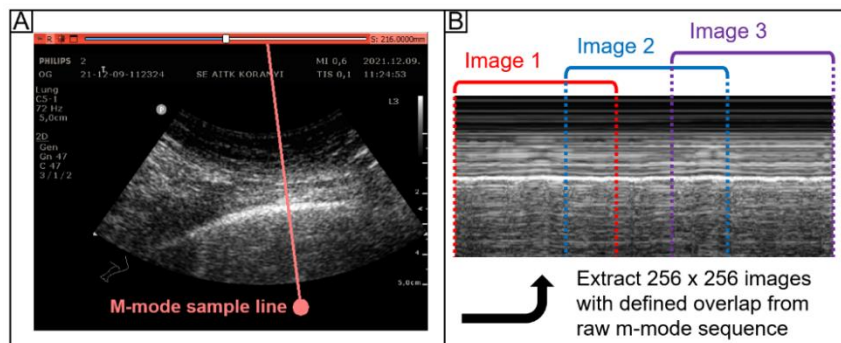 A
S: 216.0000mm
PHILIPS 2
MI 0,6 2021.12.09.
OG 21-12-09-112324 SE AITK KORANYI TIS 0,1 11:24:53
Lung
C5-1
72 Hz
5,0cm
L3
P
2D
Gen
Gn 47
C 47
3 / 1 / 2
2
4
5,0cm
M-mode sample line
B
Image 1
Image 2
Image 3
Extract 256 x 256 images
with defined overlap from
raw m-mode sequence